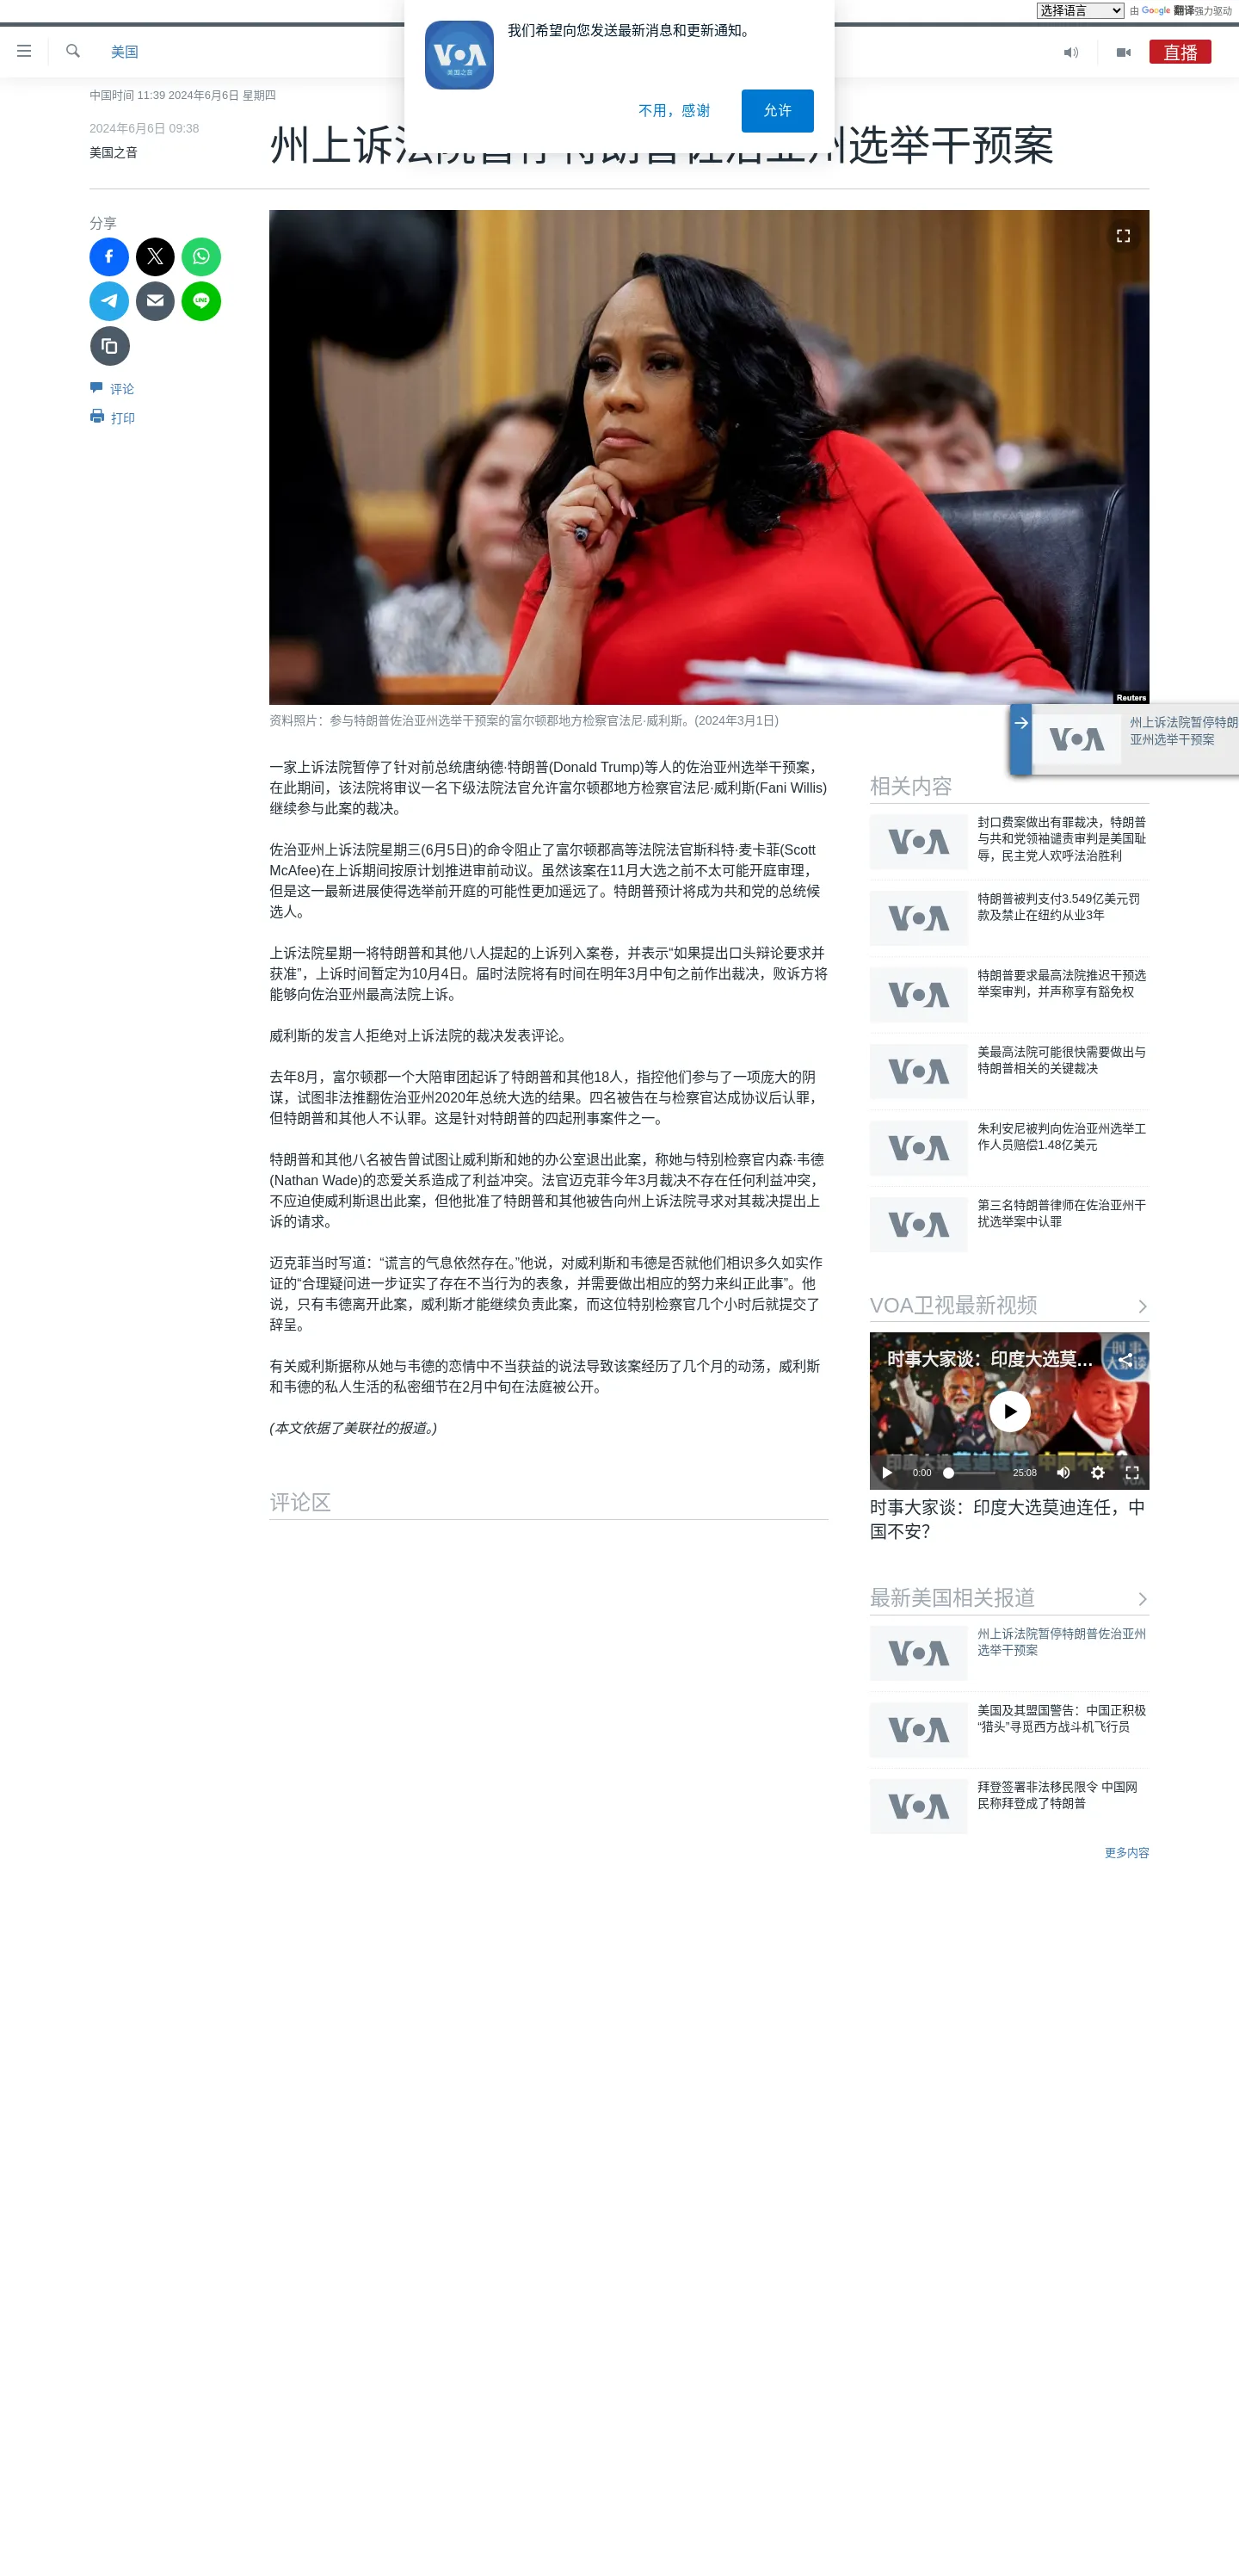 选择语言
由 Google 翻译强力驱动
美国
直播
VOA
美国之音
我们希望向您发送最新消息和更新通知。
不用，感谢
允许
中国时间 11:39 2024年6月6日 星期四
2024年6月6日 09:38
美国之音
州上诉法院暂停特朗普佐治亚州选举干预案
分享
LINE
评论
打印
Reuters
资料照片：参与特朗普佐治亚州选举干预案的富尔顿郡地方检察官法尼·威利斯。(2024年3月1日)
VOA
州上诉法院暂停特朗
亚州选举干预案
一家上诉法院暂停了针对前总统唐纳德·特朗普(Donald Trump)等人的佐治亚州选举干预案，
在此期间，该法院将审议一名下级法院法官允许富尔顿郡地方检察官法尼·威利斯(Fani Willis)
继续参与此案的裁决。
佐治亚州上诉法院星期三(6月5日)的命令阻止了富尔顿郡高等法院法官斯科特·麦卡菲(Scott
McAfee)在上诉期间按原计划推进审前动议。虽然该案在11月大选之前不太可能开庭审理，
但是这一最新进展使得选举前开庭的可能性更加遥远了。特朗普预计将成为共和党的总统候
选人。
上诉法院星期一将特朗普和其他八人提起的上诉列入案卷，并表示“如果提出口头辩论要求并
获准”，上诉时间暂定为10月4日。届时法院将有时间在明年3月中旬之前作出裁决，败诉方将
能够向佐治亚州最高法院上诉。
威利斯的发言人拒绝对上诉法院的裁决发表评论。
去年8月，富尔顿郡一个大陪审团起诉了特朗普和其他18人，指控他们参与了一项庞大的阴
谋，试图非法推翻佐治亚州2020年总统大选的结果。四名被告在与检察官达成协议后认罪，
但特朗普和其他人不认罪。这是针对特朗普的四起刑事案件之一。
特朗普和其他八名被告曾试图让威利斯和她的办公室退出此案，称她与特别检察官内森·韦德
(Nathan Wade)的恋爱关系造成了利益冲突。法官迈克菲今年3月裁决不存在任何利益冲突，
不应迫使威利斯退出此案，但他批准了特朗普和其他被告向州上诉法院寻求对其裁决提出上
诉的请求。
迈克菲当时写道：“谎言的气息依然存在。”他说，对威利斯和韦德是否就他们相识多久如实作
证的“合理疑问进一步证实了存在不当行为的表象，并需要做出相应的努力来纠正此事”。他
说，只有韦德离开此案，威利斯才能继续负责此案，而这位特别检察官几个小时后就提交了
辞呈。
有关威利斯据称从她与韦德的恋情中不当获益的说法导致该案经历了几个月的动荡，威利斯
和韦德的私人生活的私密细节在2月中旬在法庭被公开。
(本文依据了美联社的报道。)
评论区
相关内容
VOA
封口费案做出有罪裁决，特朗普
与共和党领袖谴责审判是美国耻
辱，民主党人欢呼法治胜利
VOA
特朗普被判支付3.549亿美元罚
款及禁止在纽约从业3年
VOA
特朗普要求最高法院推迟干预选
举案审判，并声称享有豁免权
VOA
美最高法院可能很快需要做出与
特朗普相关的关键裁决
VOA
朱利安尼被判向佐治亚州选举工
作人员赔偿1.48亿美元
VOA
第三名特朗普律师在佐治亚州干
扰选举案中认罪
VOA卫视最新视频
时事大家谈：印度大选莫...
时事
大家谈
印度大选莫迪连任 中国不安？
VOA
0:00
25:08
时事大家谈：印度大选莫迪连任，中
国不安？
最新美国相关报道
VOA
州上诉法院暂停特朗普佐治亚州
选举干预案
VOA
美国及其盟国警告：中国正积极
“猎头”寻觅西方战斗机飞行员
VOA
拜登签署非法移民限令 中国网
民称拜登成了特朗普
更多内容